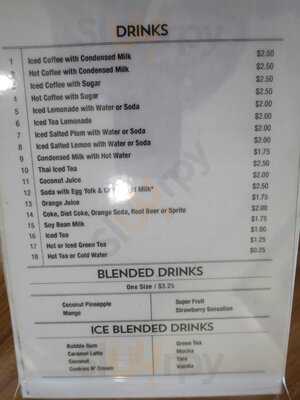 DRINKS
1 Iced Coffee with Condensed Milk $2.50
2 Hot Coffee with Condensed Milk $2.50
3 Iced Coffee with Sugar $2.50
4 Hot Coffee with Sugar $2.50
5 Iced Lemonade with Water or Soda $2.00
6 Iced Tea Lemonade $2.00
7 Iced Salted Plum with Water or Soda $2.00
8 Iced Salted Lemon with Water or Soda $2.00
9 Condensed Milk with Hot Water $1.75
10 Thai Iced Tea $2.50
11 Coconut Juice $2.00
12 Soda with Egg Yolk & Milk* $2.50
13 Orange Juice $1.75
14 Coke, Diet Coke, Orange Soda, Root Beer or Sprite $2.00
15 Soy Bean Milk $1.75
16 Iced Tea $1.00
17 Hot or Iced Green Tea $1.25
18 Hot Tea or Cold Water $0.25
BLENDED DRINKS
One Size / $3.25
Coconut Pineapple Super Fruit
Mango Strawberry Sensation
ICE BLENDED DRINKS
Bubble Gum Green Tea
Caramel Latte Mocha
Coconut Taro
Cookies N' Cream Vanilla